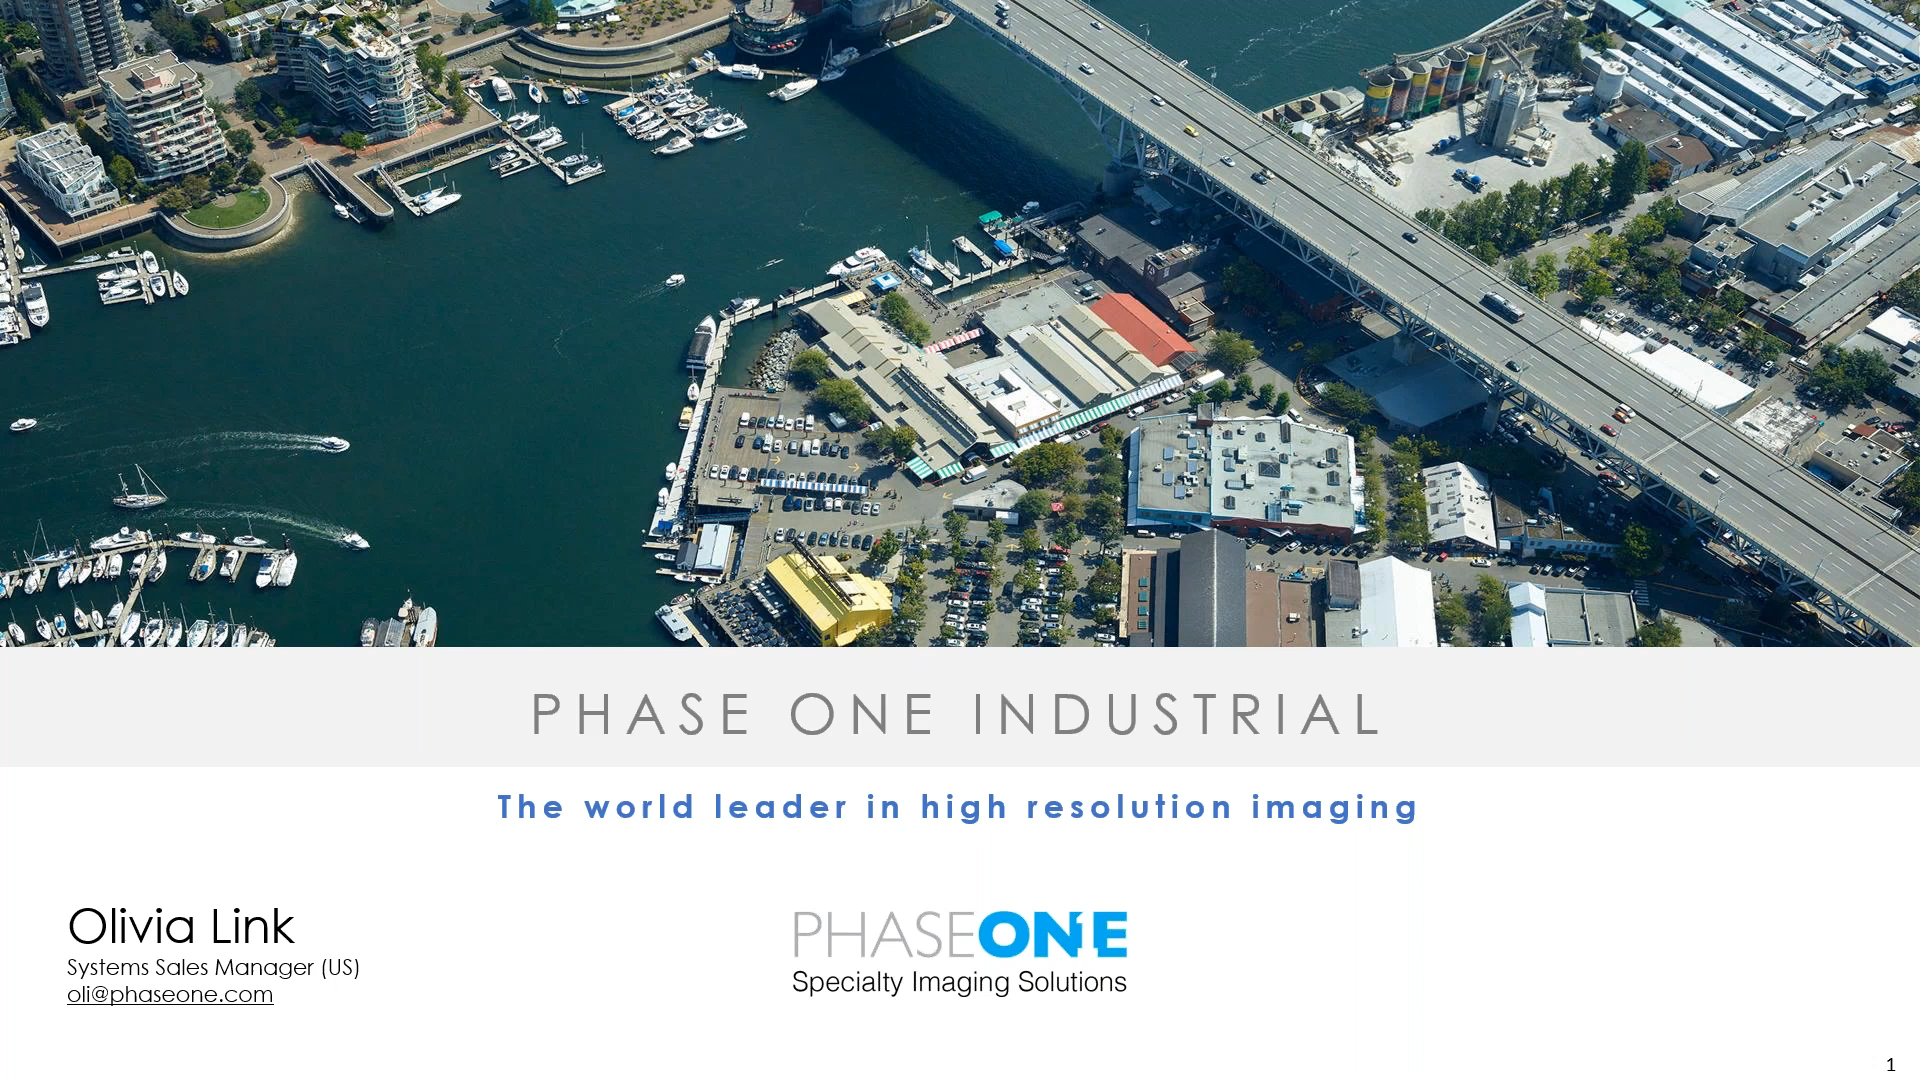 PHASE ONE INDUSTRIAL
The world leader in high resolution imaging
Olivia Link
Systems Sales Manager (US)
oli@phaseone.com
PHASEONE
Specialty Imaging Solutions
1